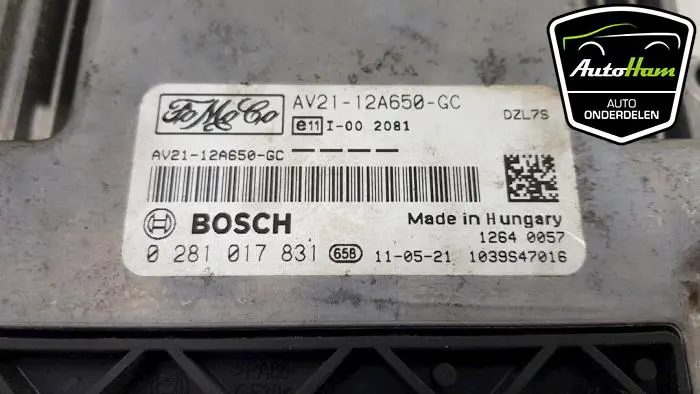 FoMoCo
AV21-12A650-GC
e11 I-00 2081
DZL7S
AV21-12A650-GC
BOSCH
Made in Hungary
1264 0057
0 281 017 831 65B 11-05-21 1039S47016
AutoHam
AUTO
ONDERDELEN